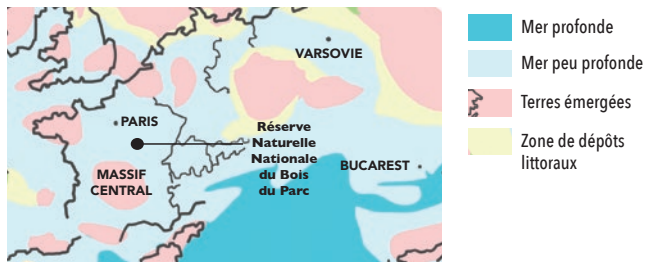 VARSOVIE
PARIS
Réserve
Naturelle
Nationale
du Bois
du Parc
BUCAREST
MASSIF
CENTRAL
Mer profonde
Mer peu profonde
Terres émergées
Zone de dépôts
littoraux